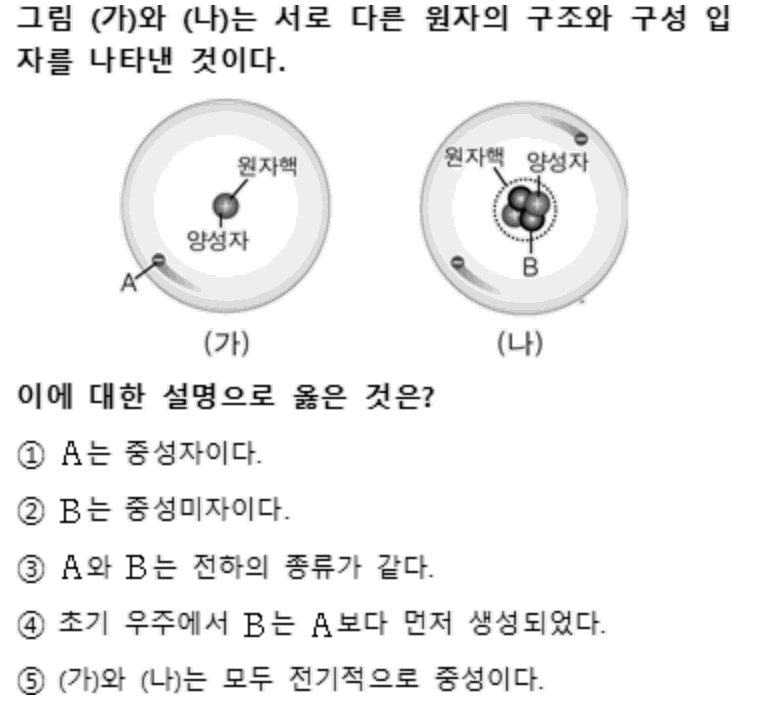 그림 (가)와 (나)는 서로 다른 원자의 구조와 구성 입
자를 나타낸 것이다.
원자핵
양성자
A
(가)
원자핵 양성자
B
(나)
이에 대한 설명으로 옳은 것은?
① A는 중성자이다.
② B는 중성미자이다.
③ A와 B는 전하의 종류가 같다.
④ 초기 우주에서 B는 A보다 먼저 생성되었다.
⑤ (가)와 (나)는 모두 전기적으로 중성이다.